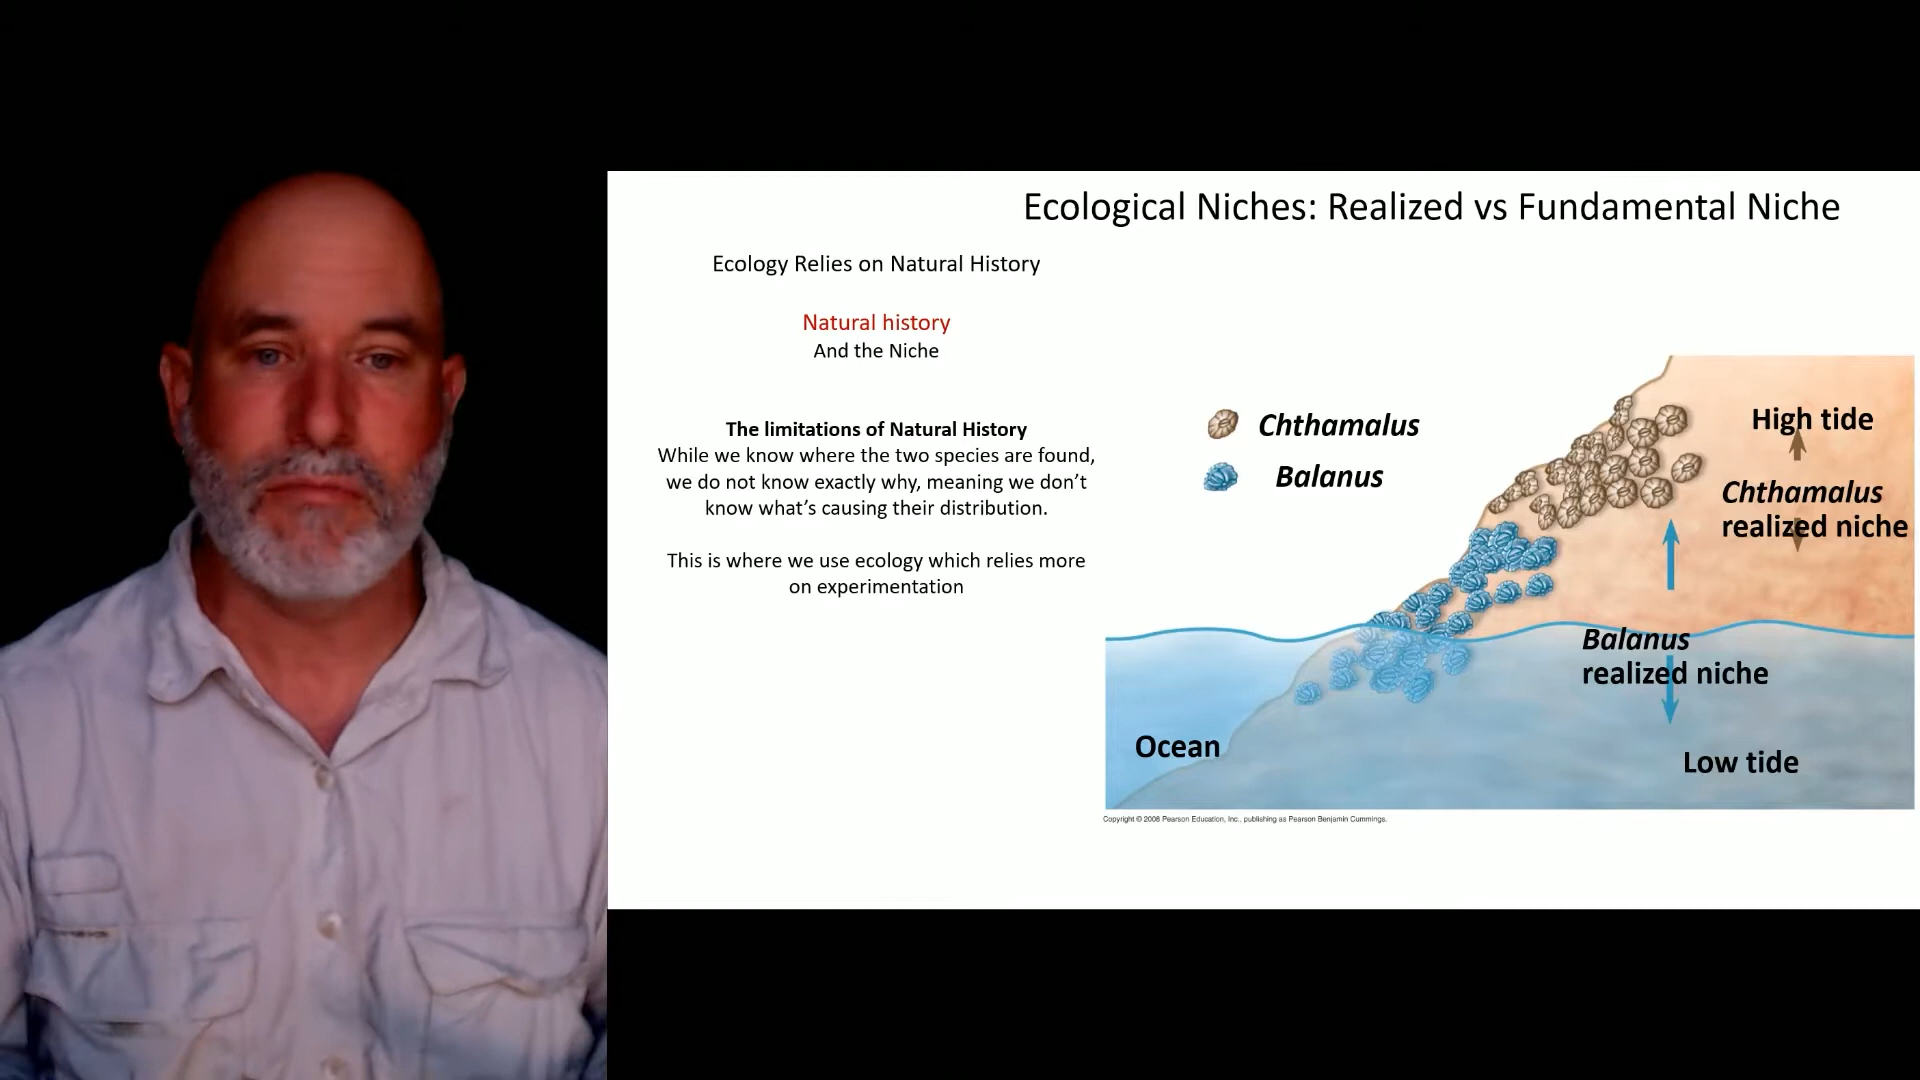 Ecological Niches: Realized vs Fundamental Niche
Ecology Relies on Natural History
Natural history
And the Niche
The limitations of Natural History
While we know where the two species are found,
we do not know exactly why, meaning we don’t
know what’s causing their distribution.
This is where we use ecology which relies more
on experimentation
Chthamalus
Balanus
High tide
Chthamalus
realized niche
Balanus
realized niche
Ocean
Low tide
Copyright © 2008 Pearson Education, Inc., publishing as Pearson Benjamin Cummings.